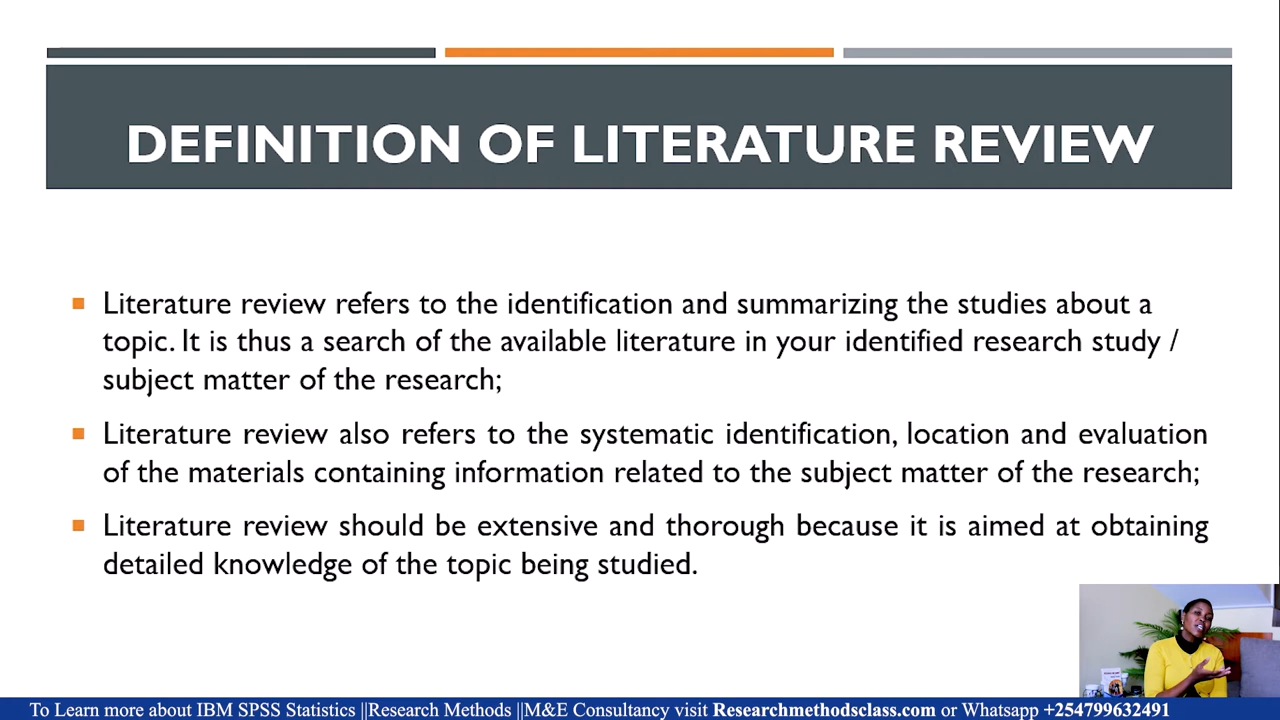 DEFINITION OF LITERATURE REVIEW
Literature review refers to the identification and summarizing the studies about a
topic. It is thus a search of the available literature in your identified research study /
subject matter of the research;
Literature review also refers to the systematic identification, location and evaluation
of the materials containing information related to the subject matter of the research;
Literature review should be extensive and thorough because it is aimed at obtaining
detailed knowledge of the topic being studied.
To Learn more about IBM SPSS Statistics ||Research Methods ||M&E Consultancy visit Researchmethodsclass.com or Whatsapp +254799632491